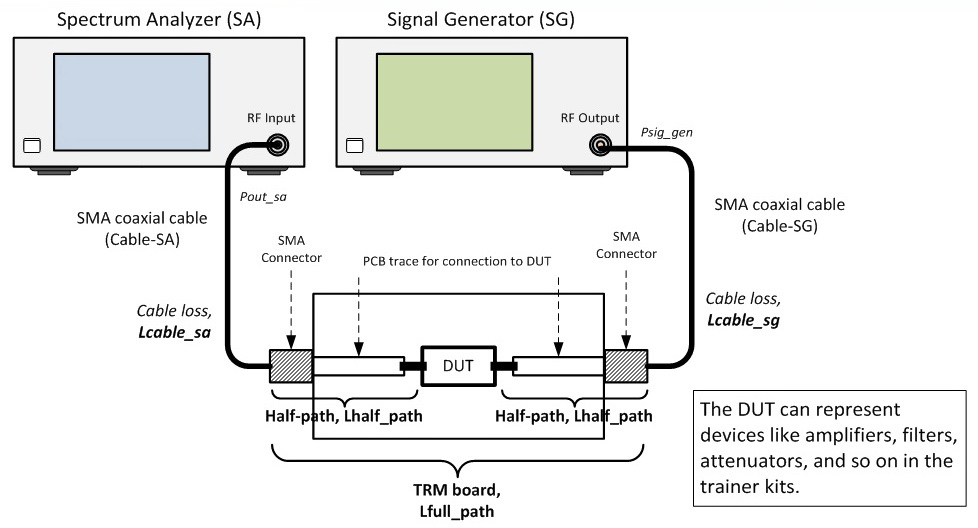 Spectrum Analyzer (SA)
Signal Generator (SG)
RF Input
RF Output
Psig_gen
Pout_sa
SMA coaxial cable
(Cable-SA)
SMA coaxial cable
(Cable-SG)
SMA
Connector
PCB trace for connection to DUT
SMA
Connector
Cable loss,
Lcable_sa
Cable loss,
Lcable_sg
DUT
Half-path, Lhalf_path
Half-path, Lhalf_path
TRM board,
Lfull_path
The DUT can represent
devices like amplifiers, filters,
attenuators, and so on in the
trainer kits.